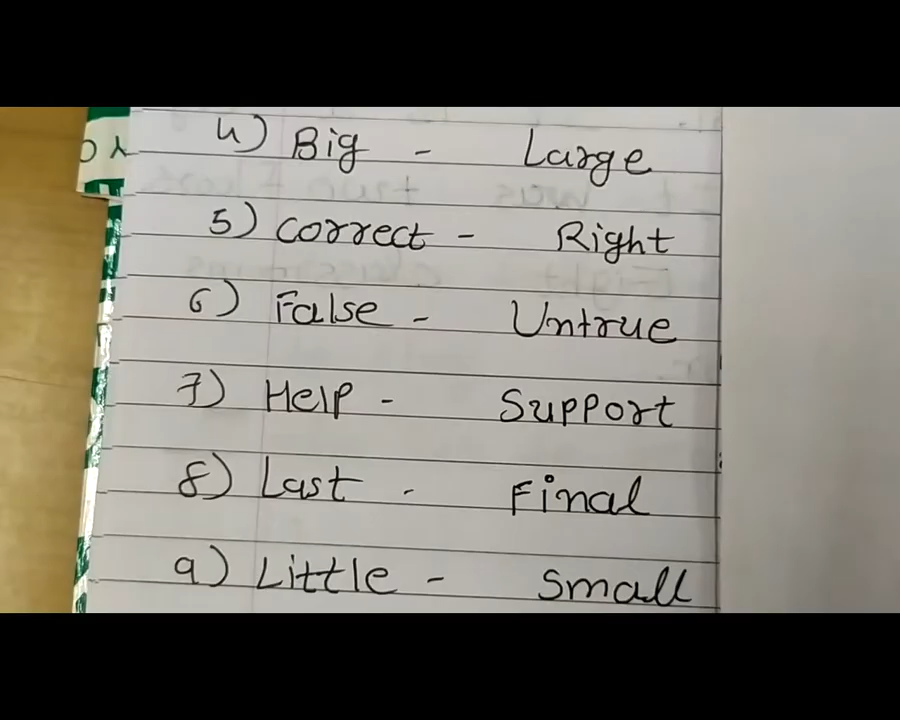 4) Big - Large
5) Correct - Right
6) False - Untrue
7) Help - Support
8) Last - Final
9) Little - Small